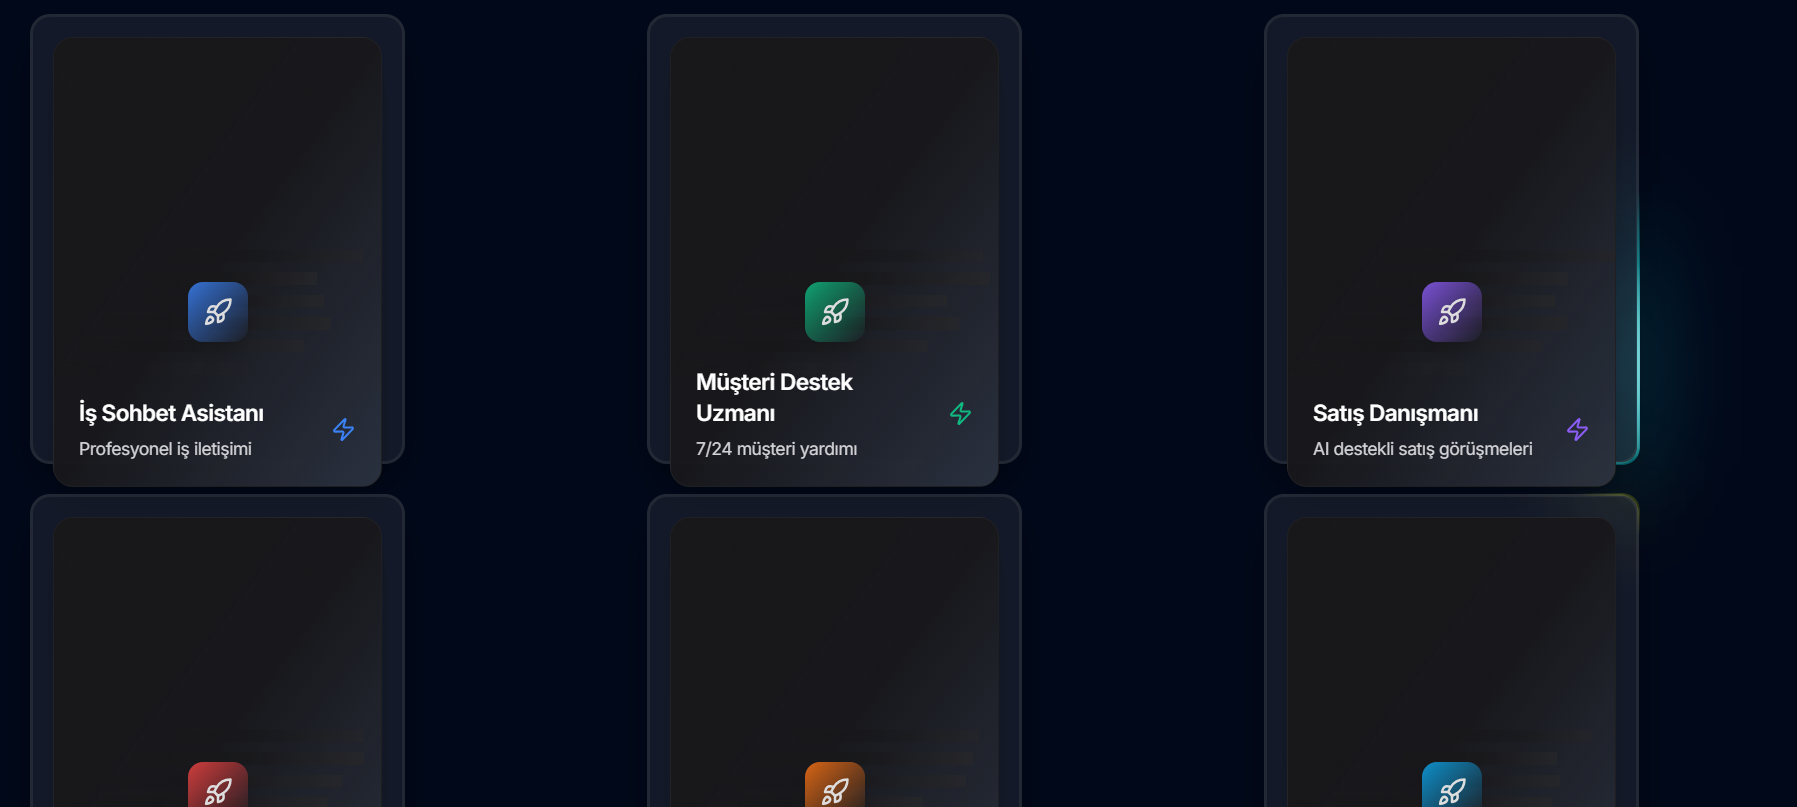 İş Sohbet Asistanı
Profesyonel iş iletişimi
Müşteri Destek
Uzmanı
7/24 müşteri yardımı
Satış Danışmanı
AI destekli satış görüşmeleri